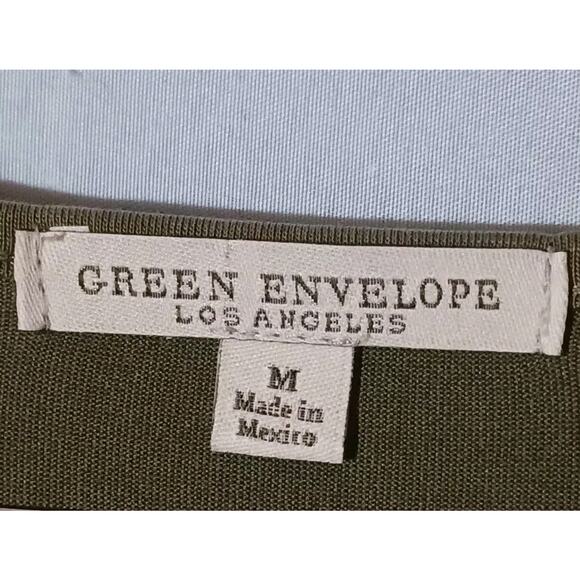 GREEN ENVELOPE
LOS ANGELES
M
Made in
Mexico